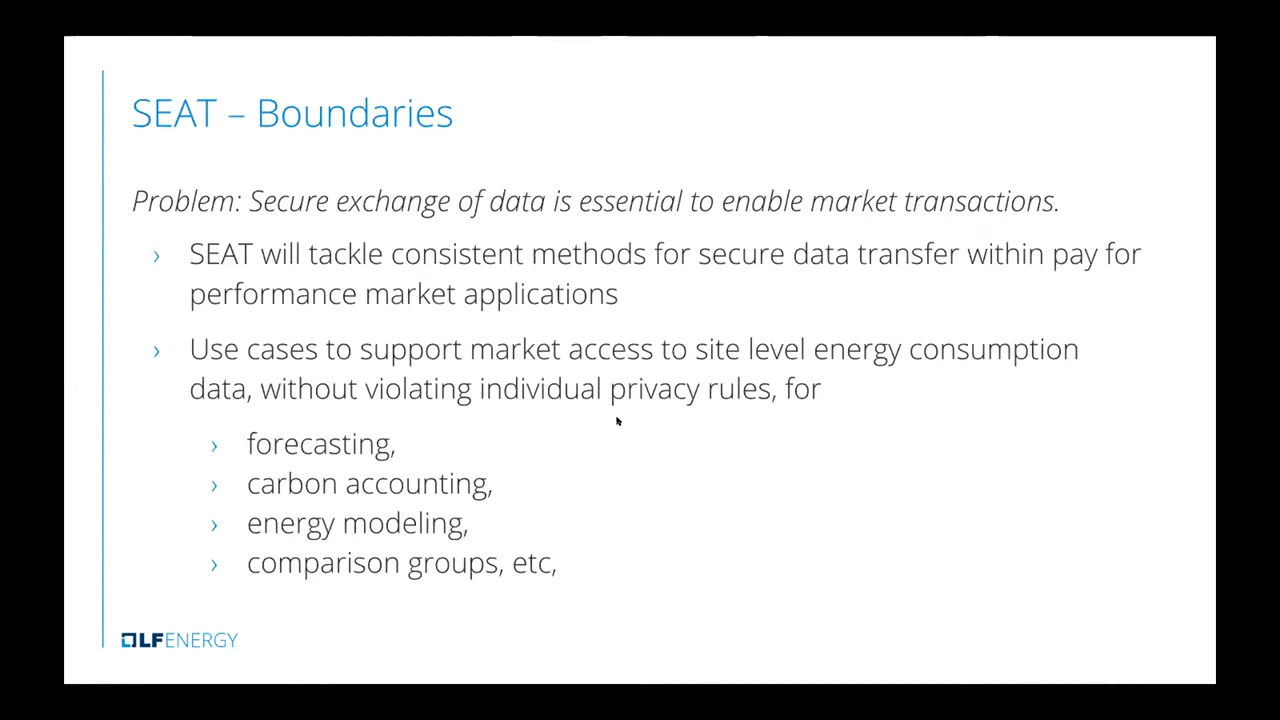 SEAT – Boundaries
Problem: Secure exchange of data is essential to enable market transactions.
› SEAT will tackle consistent methods for secure data transfer within pay for
performance market applications
› Use cases to support market access to site level energy consumption
data, without violating individual privacy rules, for
› forecasting,
› carbon accounting,
› energy modeling,
› comparison groups, etc,
LFENERGY